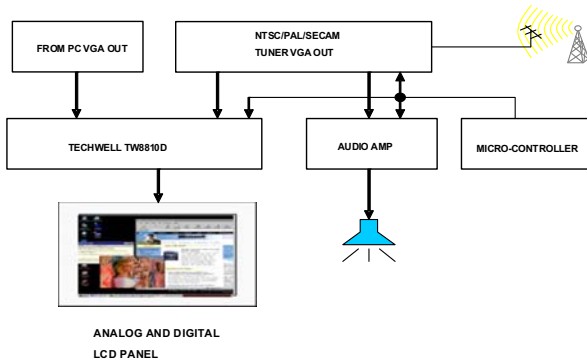 FROM PC VGA OUT
NTSC/PAL/SECAM
TUNER VGA OUT
TECHWELL TW8810D
AUDIO AMP
MICRO-CONTROLLER
ANALOG AND DIGITAL
LCD PANEL